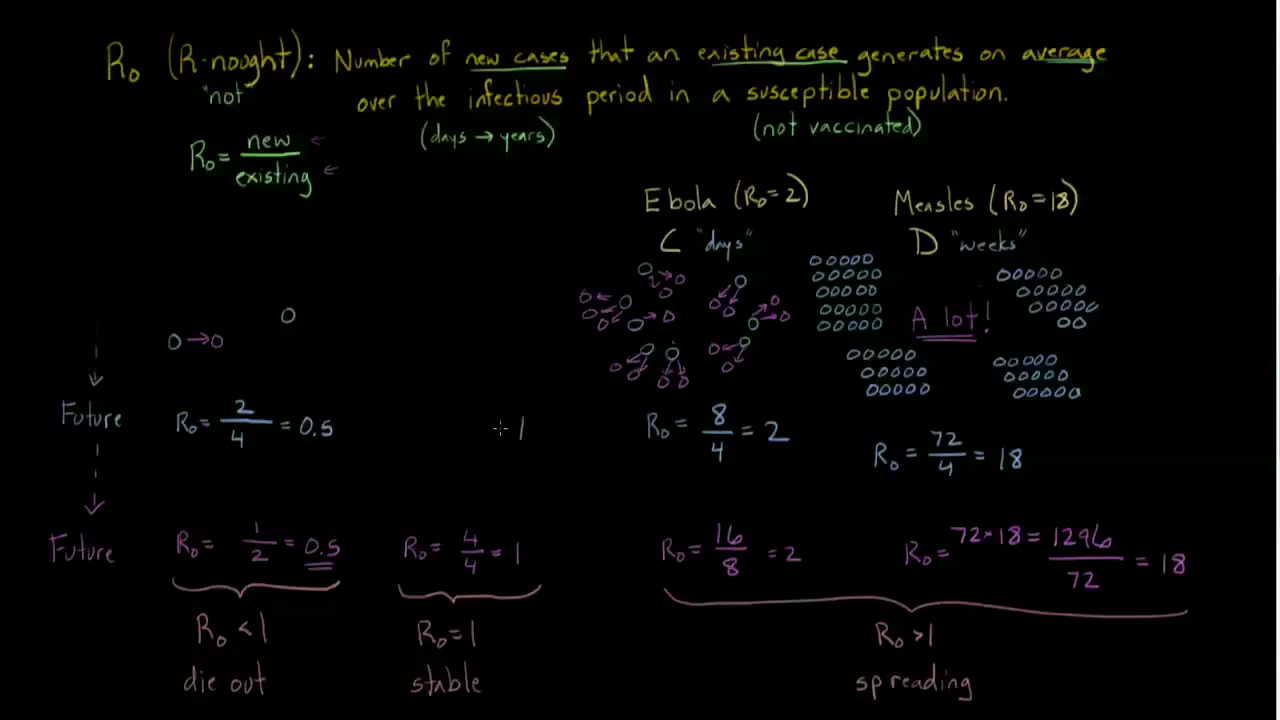 R₀ (R-nought): Number of new cases that an existing case generates on average
"not" over the infectious period in a susceptible population.
(days → years) (not vaccinated)
R₀ = new / existing
Ebola (R₀ = 2) Measles (R₀ = 18)
C "days" D "weeks"
A lot!
Future R₀ = 2/4 = 0.5 1 R₀ = 8/4 = 2
R₀ = 72/4 = 18
Future R₀ = 1/2 = 0.5 R₀ = 4/4 = 1 R₀ = 16/8 = 2 R₀ = 72×18 = 1296/72 = 18
R₀ < 1 R₀ = 1 R₀ > 1
die out stable spreading